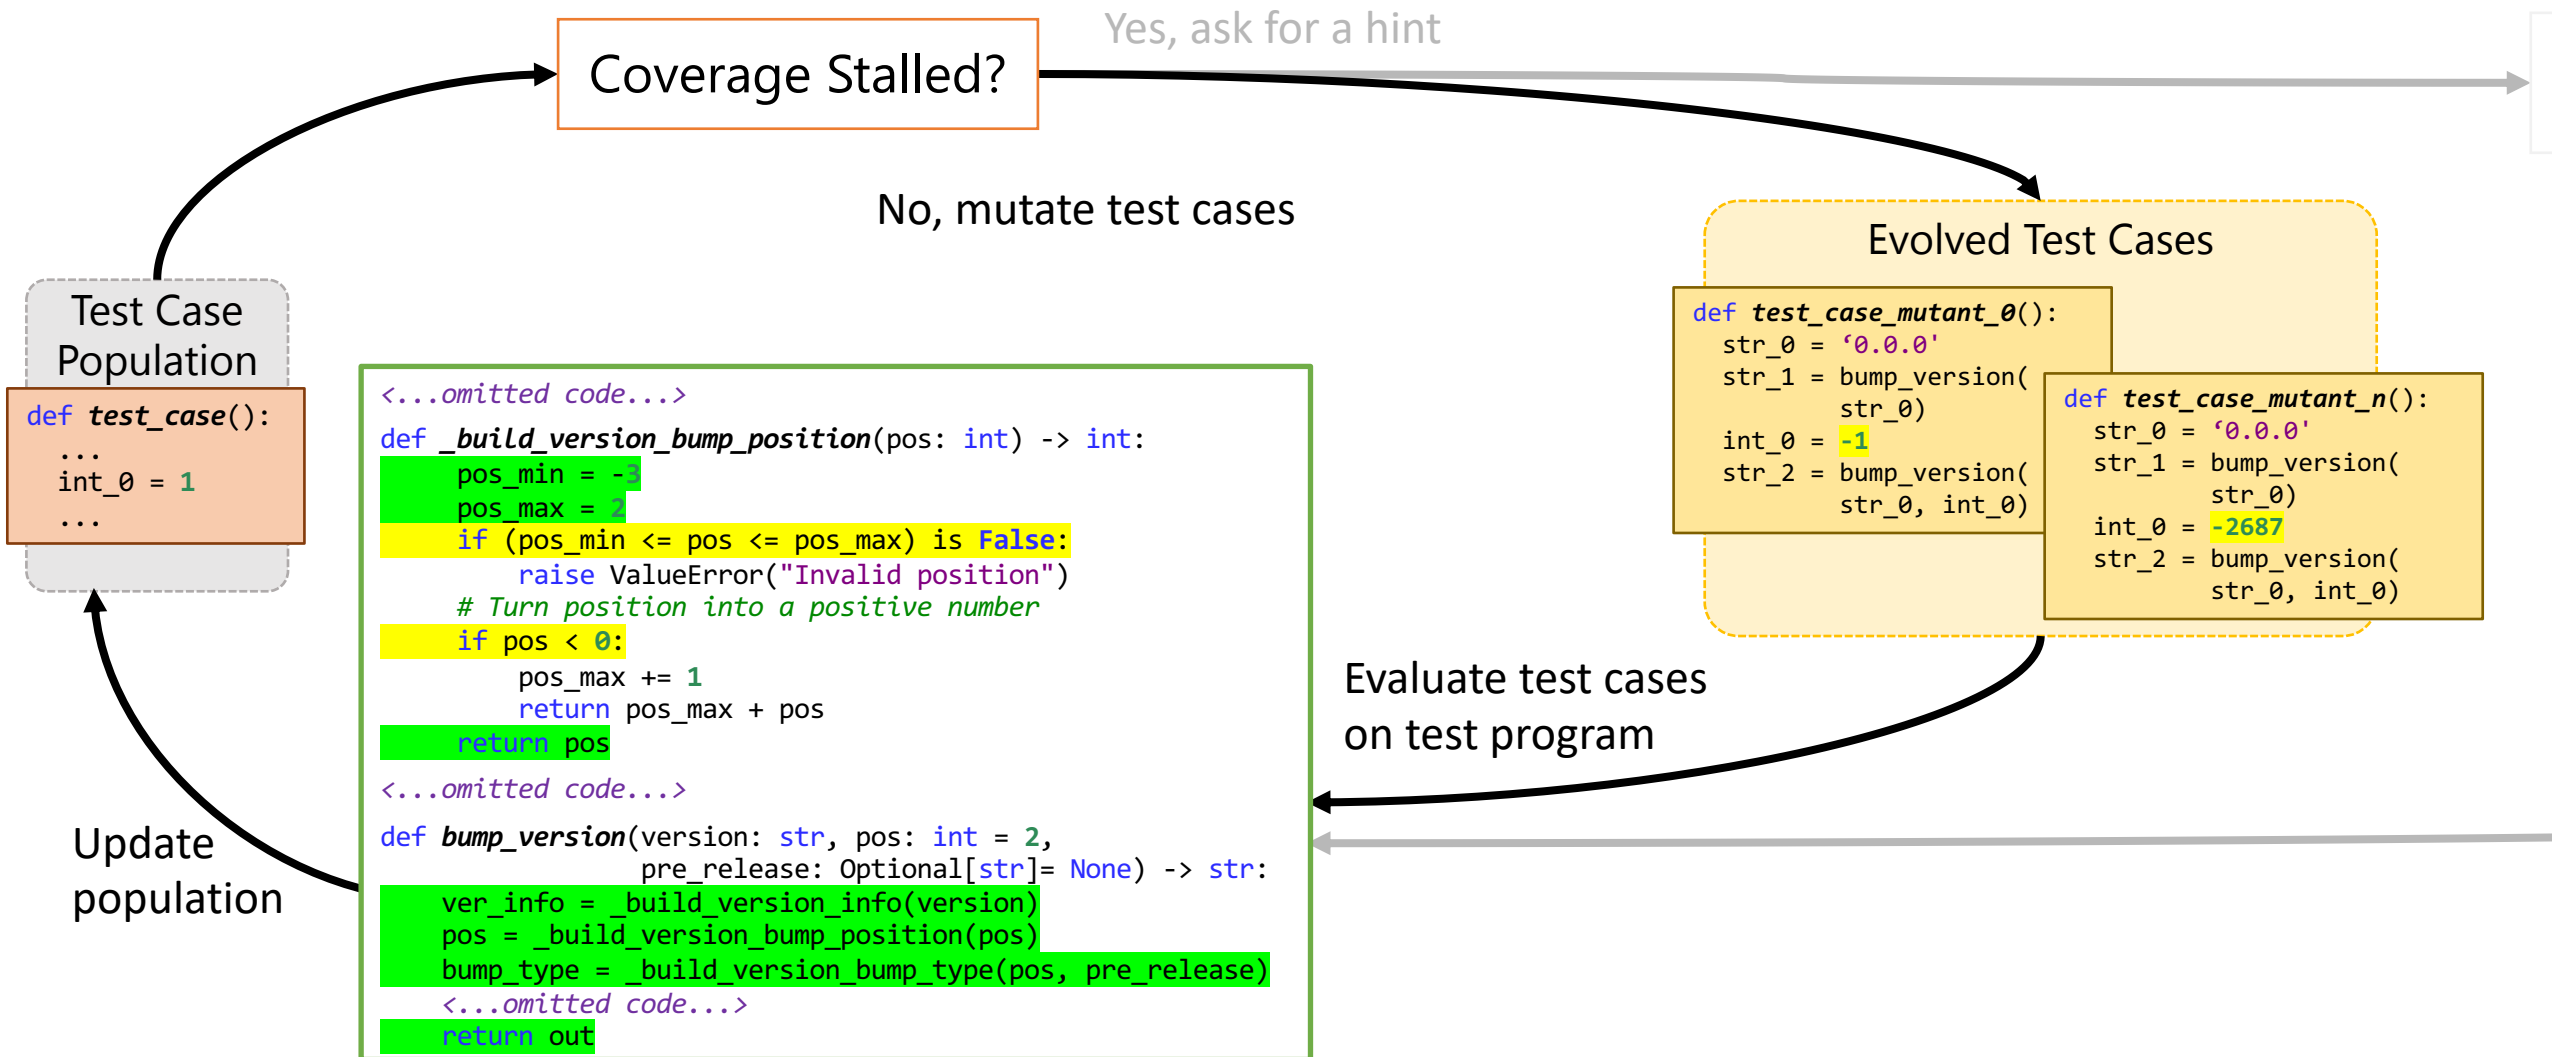 Yes, ask for a hint
Coverage Stalled?
No, mutate test cases
Evolved Test Cases
def test_case_mutant_0():
str_0 = ‘0.0.0'
str_1 = bump_version(
str_0)
int_0 = -1
str_2 = bump_version(
str_0, int_0)
def test_case_mutant_n():
str_0 = ‘0.0.0'
str_1 = bump_version(
str_0)
int_0 = -2687
str_2 = bump_version(
str_0, int_0)
Test Case
Population
def test_case():
...
int_0 = 1
...
<...omitted code...>
def _build_version_bump_position(pos: int) -> int:
pos_min = -3
pos_max = 2
if (pos_min <= pos <= pos_max) is False:
raise ValueError("Invalid position")
# Turn position into a positive number
if pos < 0:
pos_max += 1
return pos_max + pos
return pos
<...omitted code...>
def bump_version(version: str, pos: int = 2,
pre_release: Optional[str]= None) -> str:
ver_info = _build_version_info(version)
pos = _build_version_bump_position(pos)
bump_type = _build_version_bump_type(pos, pre_release)
<...omitted code...>
return out
Evaluate test cases
on test program
Update
population